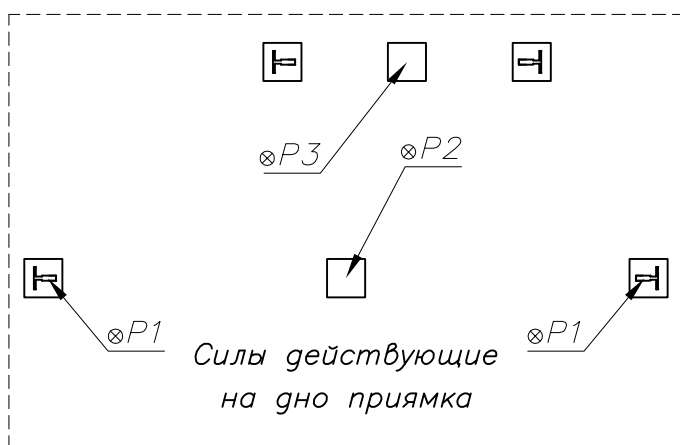 ⊗P3
⊗P2
⊗P1
⊗P1
Силы действующие
на дно приямка